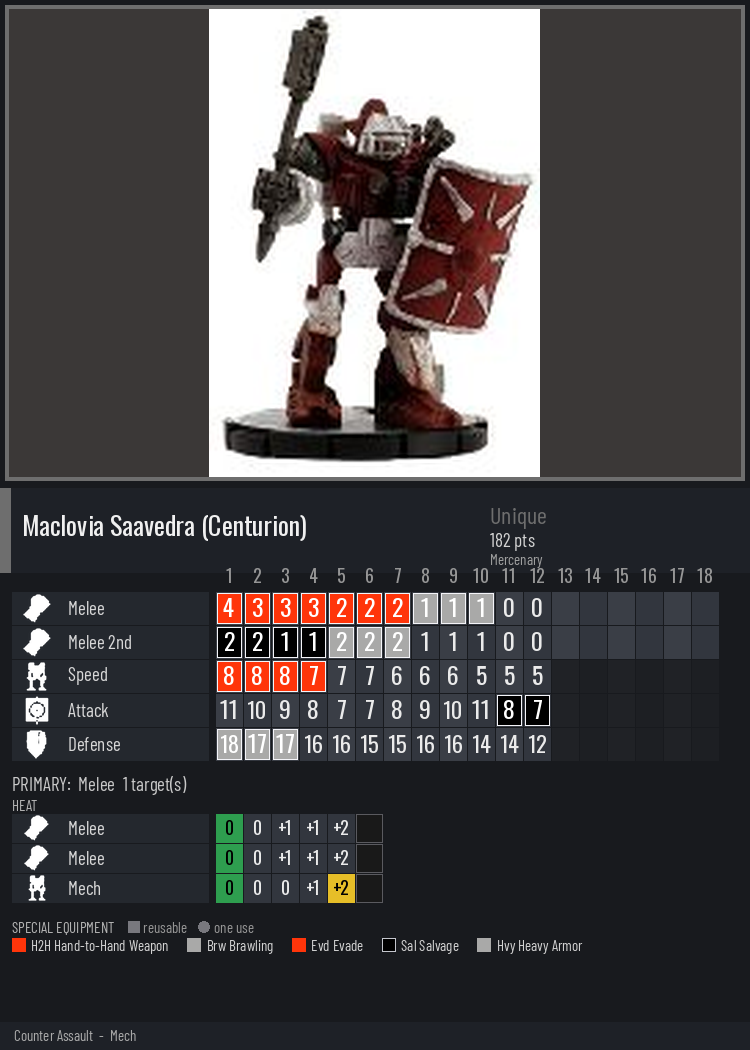 Maclovia Saavedra (Centurion)
Unique
182 pts
Mercenary
1 2 3 4 5 6 7 8 9 10 11 12 13 14 15 16 17 18
Melee 4 3 3 3 2 2 2 1 1 1 0 0
Melee 2nd 2 2 1 1 2 2 2 1 1 1 0 0
Speed 8 8 8 7 7 7 6 6 6 5 5 5
Attack 11 10 9 8 7 7 8 9 10 11 8 7
Defense 18 17 17 16 16 15 15 16 16 14 14 12
PRIMARY: Melee 1 target(s)
HEAT
Melee 0 0 +1 +1 +2
Melee 0 0 +1 +1 +2
Mech 0 0 0 +1 +2
SPECIAL EQUIPMENT reusable one use
H2H Hand-to-Hand Weapon Brw Brawling Evd Evade Sal Salvage Hvy Heavy Armor
Counter Assault - Mech